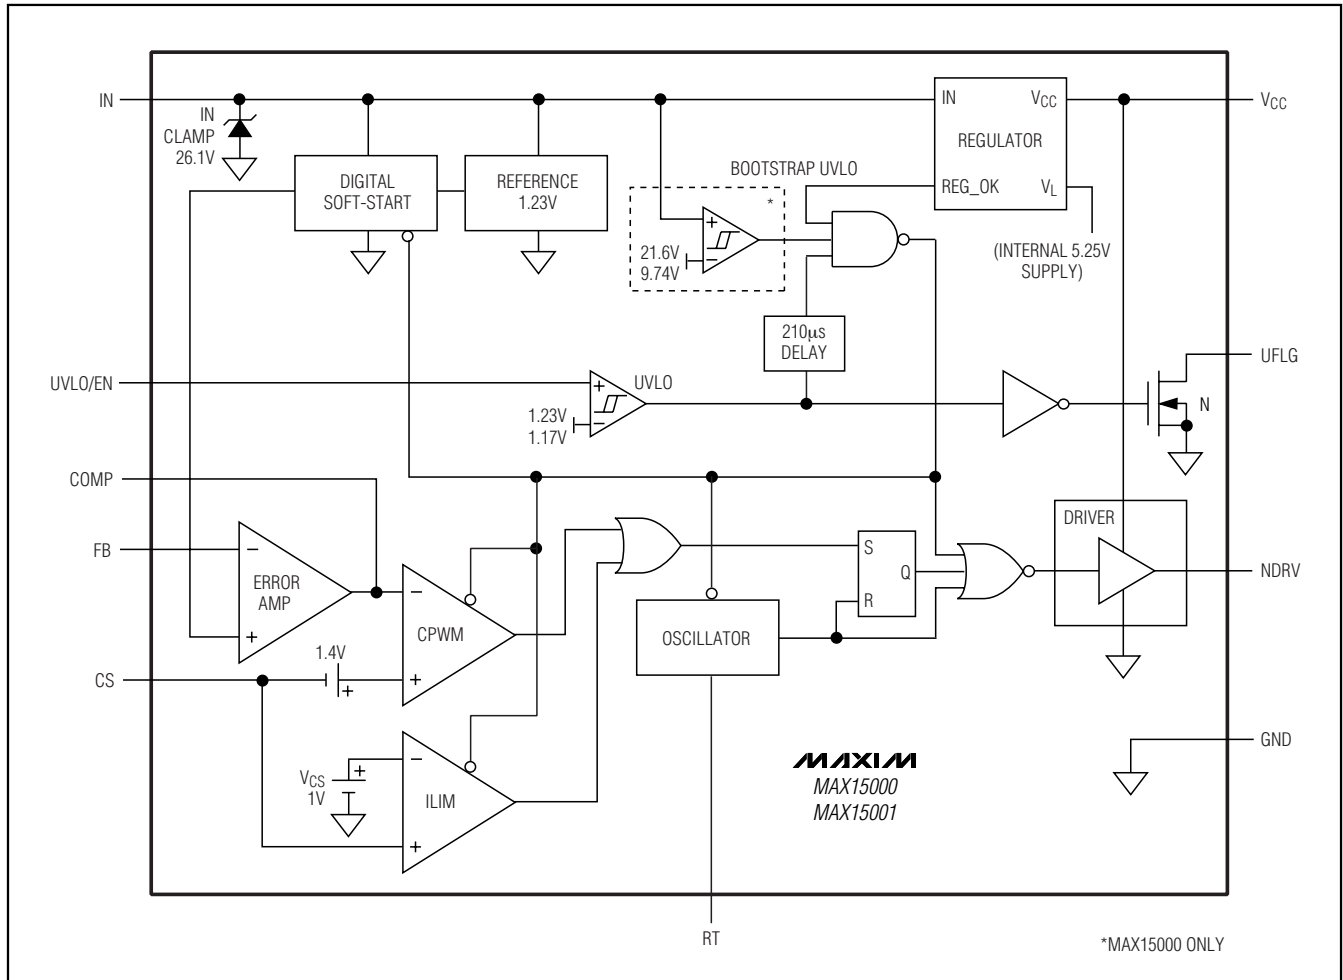 IN
IN
CLAMP
26.1V
DIGITAL
SOFT-START
REFERENCE
1.23V
BOOTSTRAP UVLO
*
+
21.6V
9.74V
−
IN
VCC
REGULATOR
REG_OK
VL
VCC
(INTERNAL 5.25V
SUPPLY)
210µs
DELAY
UVLO/EN
+
UVLO
1.23V
1.17V
−
UFLG
N
COMP
FB
−
ERROR
AMP
+
−
CPWM
+
1.4V
+
CS
S
Q
R
OSCILLATOR
DRIVER
NDRV
VCS
1V
+
−
ILIM
+
MAXIM
MAX15000
MAX15001
GND
RT
*MAX15000 ONLY